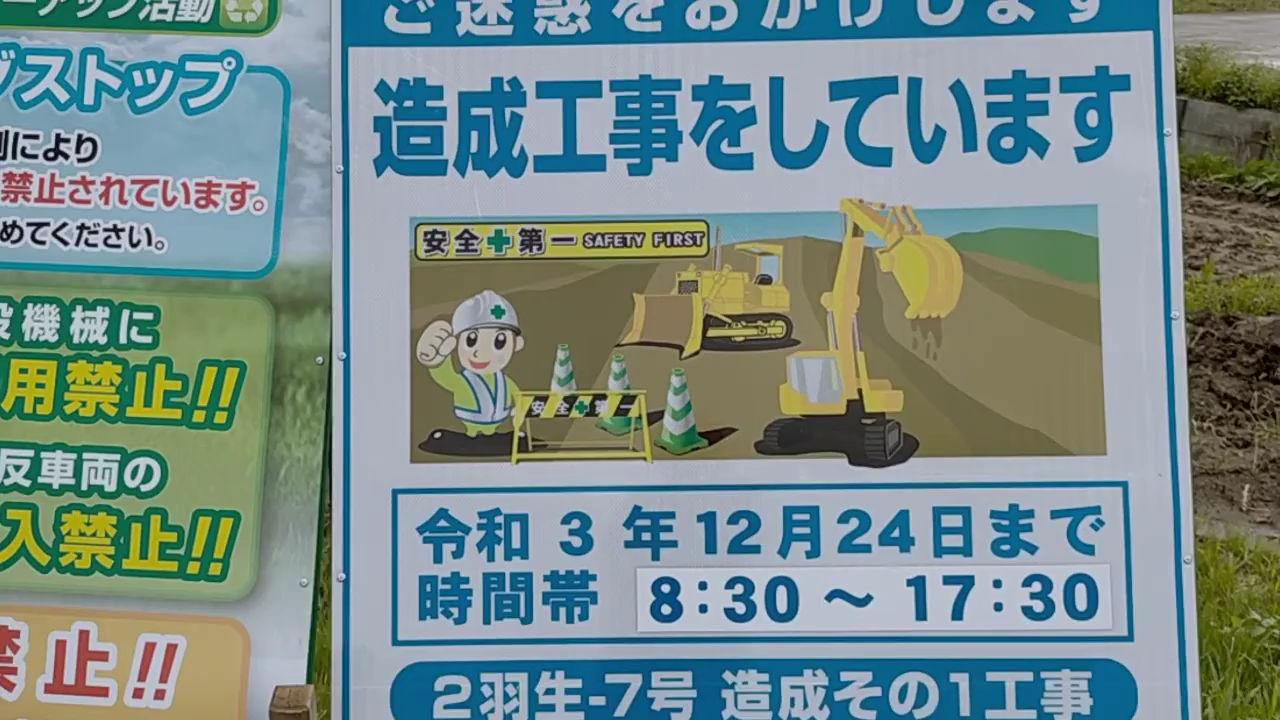 アップ活動
ストップ
により
禁止されています。
めてください。
機械に
用禁止!!
反車両の
入禁止!!
禁止!!
ご迷惑をおかけします
造成工事をしています
安全＋第一 SAFETY FIRST
安全＋第一
令和 3 年12月24日まで
時間帯 8:30 ～ 17:30
2羽生-7号 造成その1工事